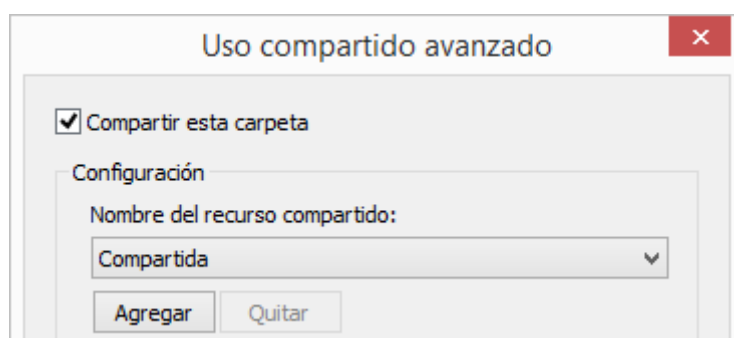 Uso compartido avanzado
Compartir esta carpeta
Configuración
Nombre del recurso compartido:
Compartida
Agregar Quitar